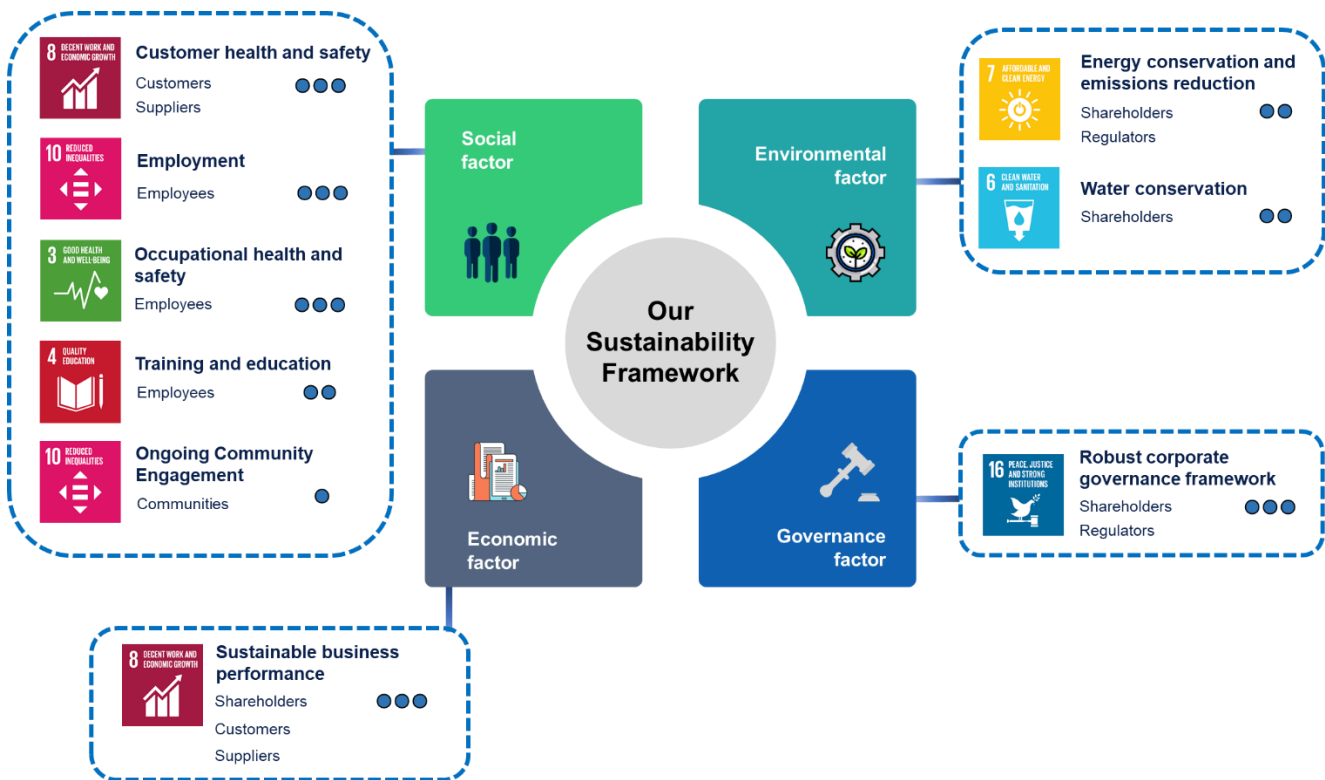 8 DECENT WORK AND
ECONOMIC GROWTH
Customer health and safety
Customers
Suppliers
10 REDUCED
INEQUALITIES
Employment
Employees
3 GOOD HEALTH
AND WELL-BEING
Occupational health and
safety
Employees
4 QUALITY
EDUCATION
Training and education
Employees
10 REDUCED
INEQUALITIES
Ongoing Community
Engagement
Communities
Social
factor
Environmental
factor
Our
Sustainability
Framework
Economic
factor
Governance
factor
7 AFFORDABLE AND
CLEAN ENERGY
Energy conservation and
emissions reduction
Shareholders
Regulators
6 CLEAN WATER
AND SANITATION
Water conservation
Shareholders
16 PEACE, JUSTICE
AND STRONG
INSTITUTIONS
Robust corporate
governance framework
Shareholders
Regulators
8 DECENT WORK AND
ECONOMIC GROWTH
Sustainable business
performance
Shareholders
Customers
Suppliers